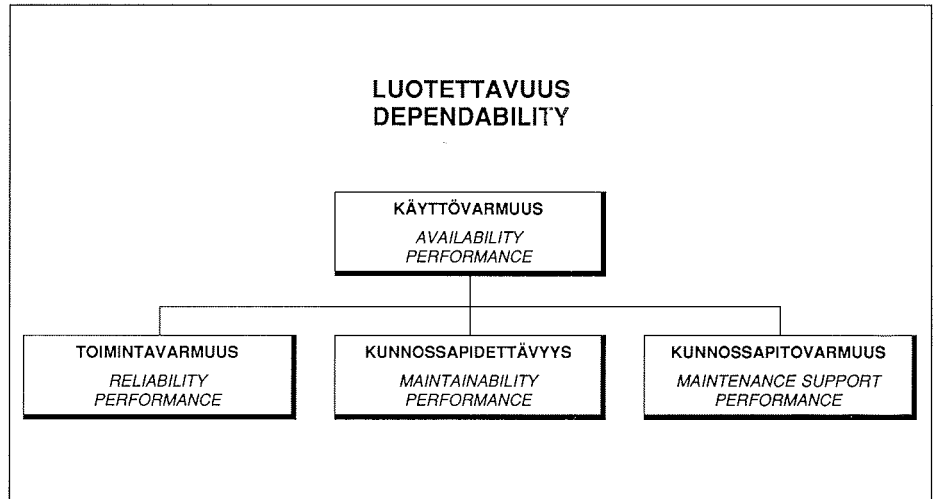 LUOTETTAVUUS
DEPENDABILITY
KÄYTTÖVARMUUS
AVAILABILITY
PERFORMANCE
TOIMINTAVARMUUS
RELIABILITY
PERFORMANCE
KUNNOSSAPIDETTÄVYYS
MAINTAINABILITY
PERFORMANCE
KUNNOSSAPITOVARMUUS
MAINTENANCE SUPPORT
PERFORMANCE